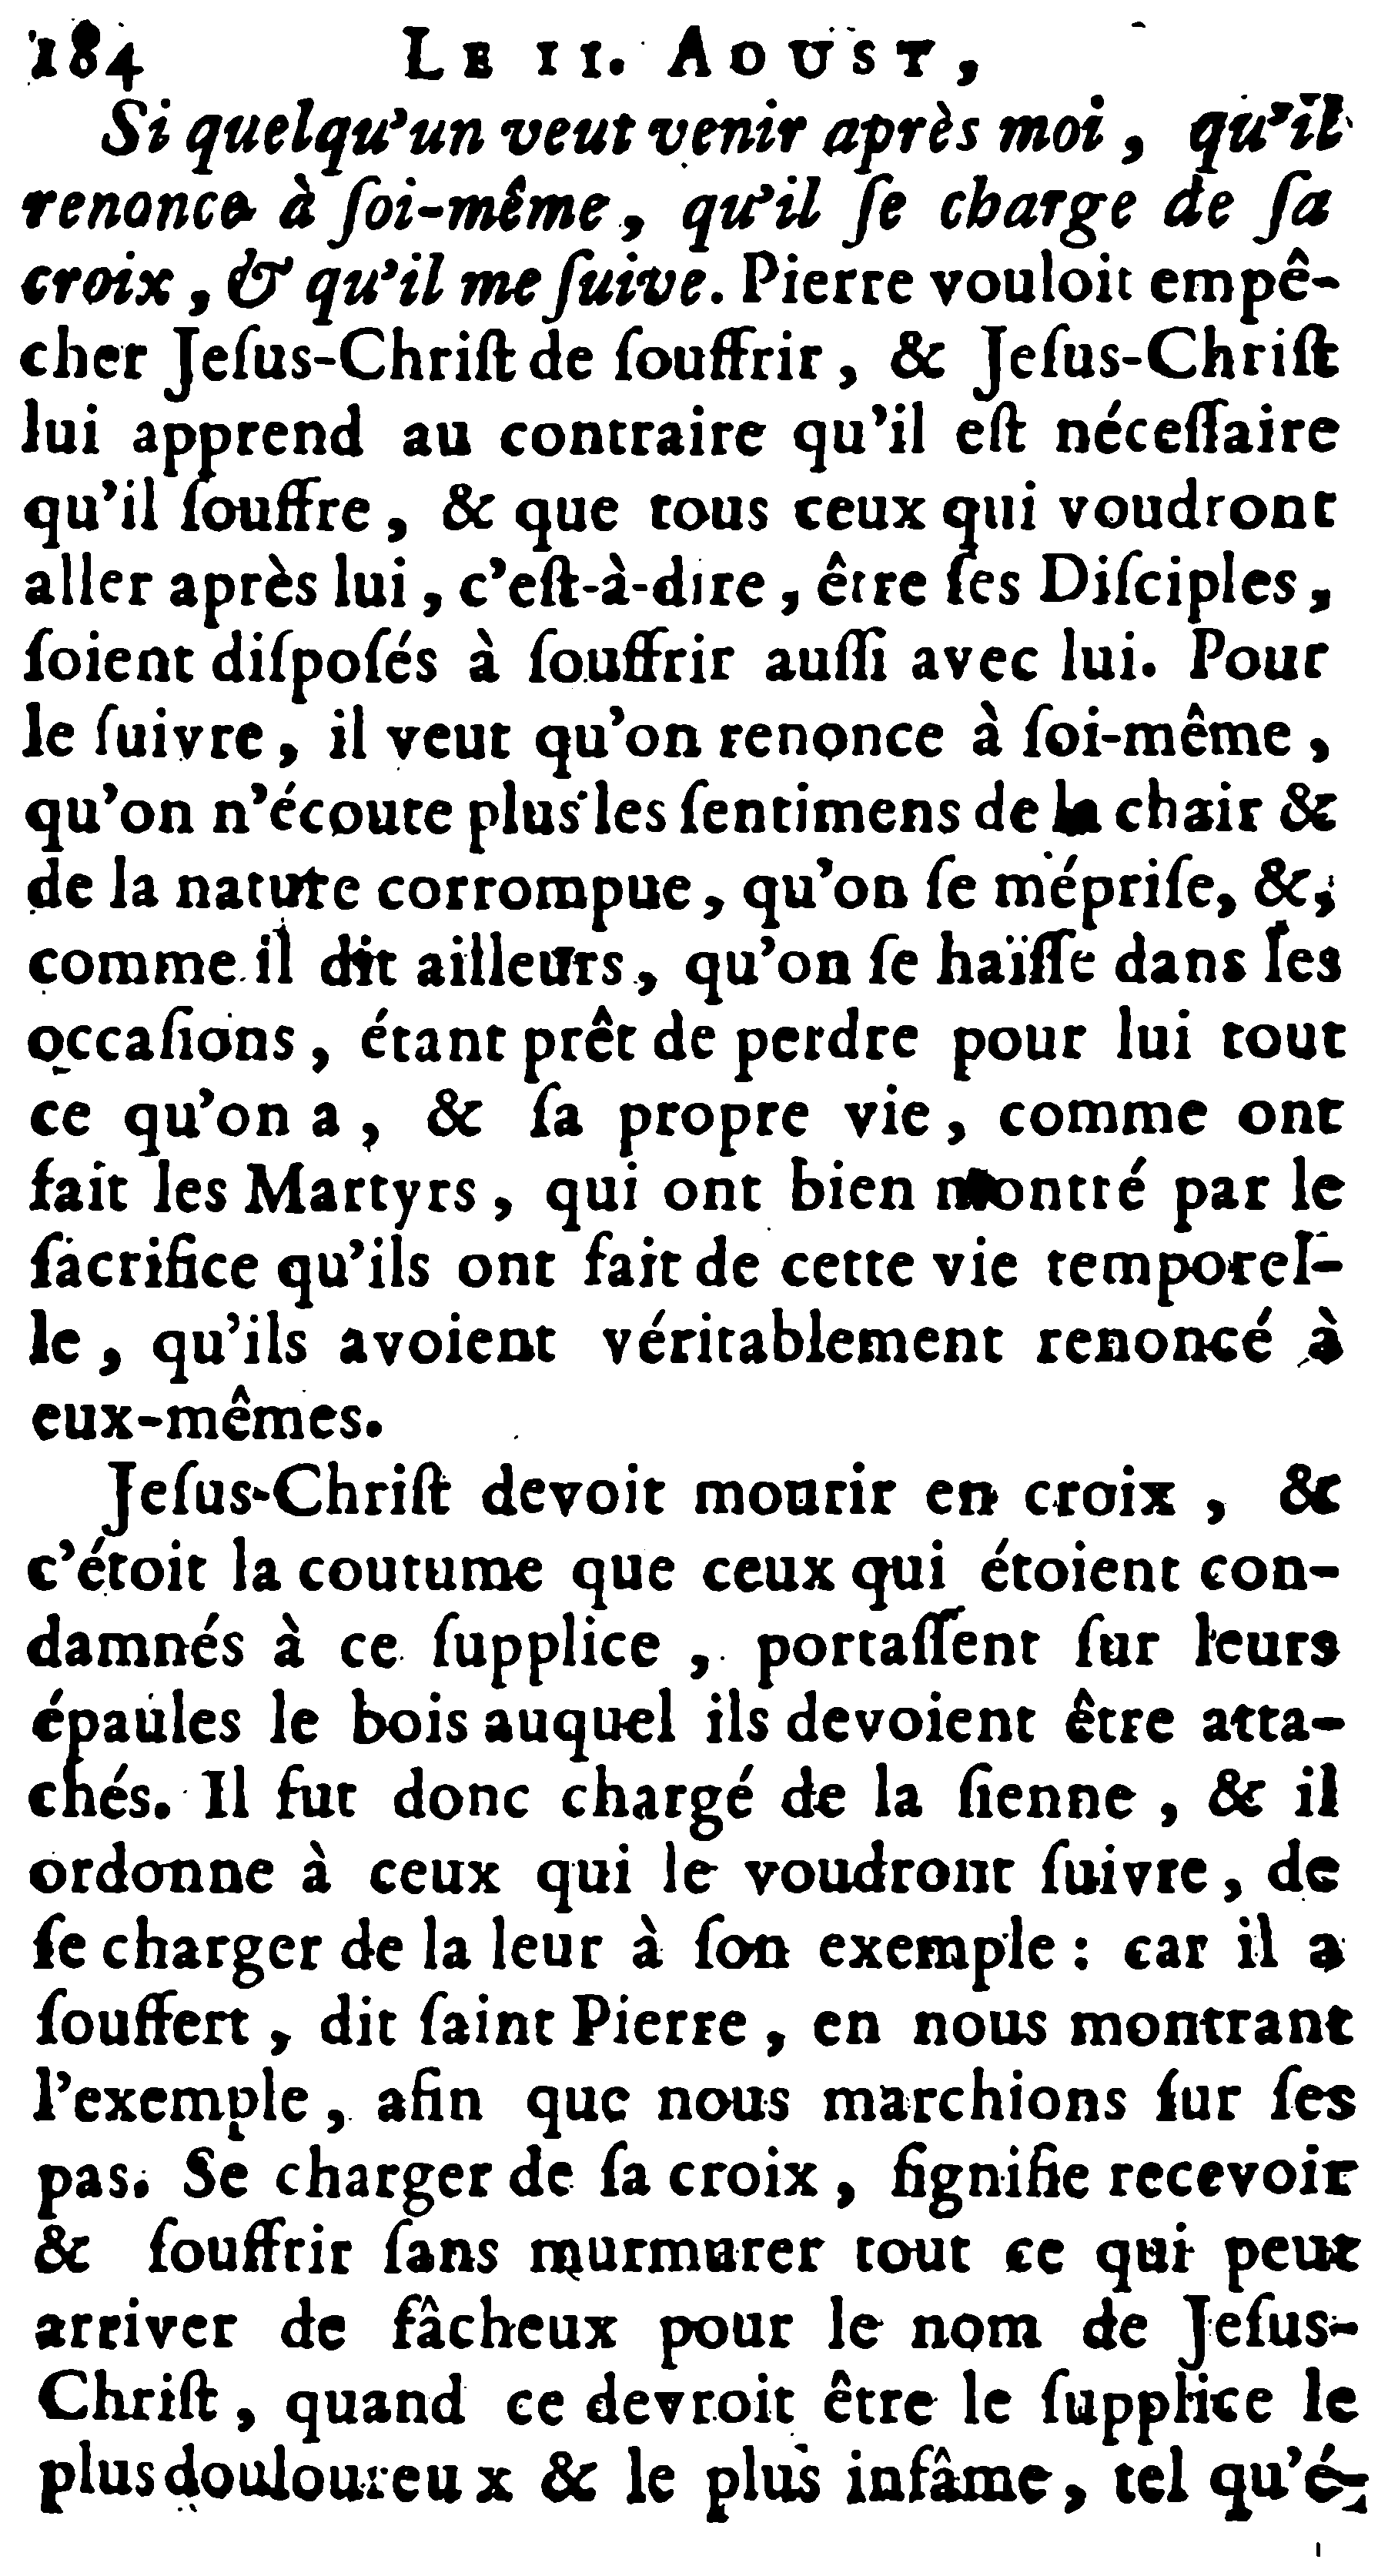 184 LE II. AOUST,
Si quelqu'un veut venir après moi, qu'il
renonce à ſoi-même, qu'il ſe charge de ſa
croix, & qu'il me ſuive. Pierre vouloit empê-
cher Jeſus-Chriſt de ſouffrir, & Jeſus-Chriſt
lui apprend au contraire qu'il eſt néceſſaire
qu'il ſouffre, & que tous ceux qui voudront
aller après lui, c'eſt-à-dire, être ſes Diſciples,
ſoient diſpoſés à ſouffrir auſſi avec lui. Pour
le ſuivre, il veut qu'on renonce à ſoi-même,
qu'on n'écoute plus les ſentimens de la chair &
de la nature corrompue, qu'on ſe mépriſe, &,
comme il dit ailleurs, qu'on ſe haïſſe dans les
occaſions, étant prêt de perdre pour lui tout
ce qu'on a, & ſa propre vie, comme ont
fait les Martyrs, qui ont bien montré par le
ſacrifice qu'ils ont fait de cette vie temporel-
le, qu'ils avoient véritablement renoncé à
eux-mêmes.
Jeſus-Chriſt devoit mourir en croix, &
c'étoit la coutume que ceux qui étoient con-
damnés à ce ſupplice, portaſſent ſur leurs
épaules le bois auquel ils devoient être atta-
chés. Il fut donc chargé de la ſienne, & il
ordonne à ceux qui le voudront ſuivre, de
ſe charger de la leur à ſon exemple : car il a
ſouffert, dit ſaint Pierre, en nous montrant
l'exemple, afin que nous marchions ſur ſes
pas. Se charger de ſa croix, ſignifie recevoir
& ſouffrir ſans murmurer tout ce qui peut
arriver de fâcheux pour le nom de Jeſus-
Chriſt, quand ce devroit être le ſupplice le
plus douloureux & le plus infâme, tel qu'é-